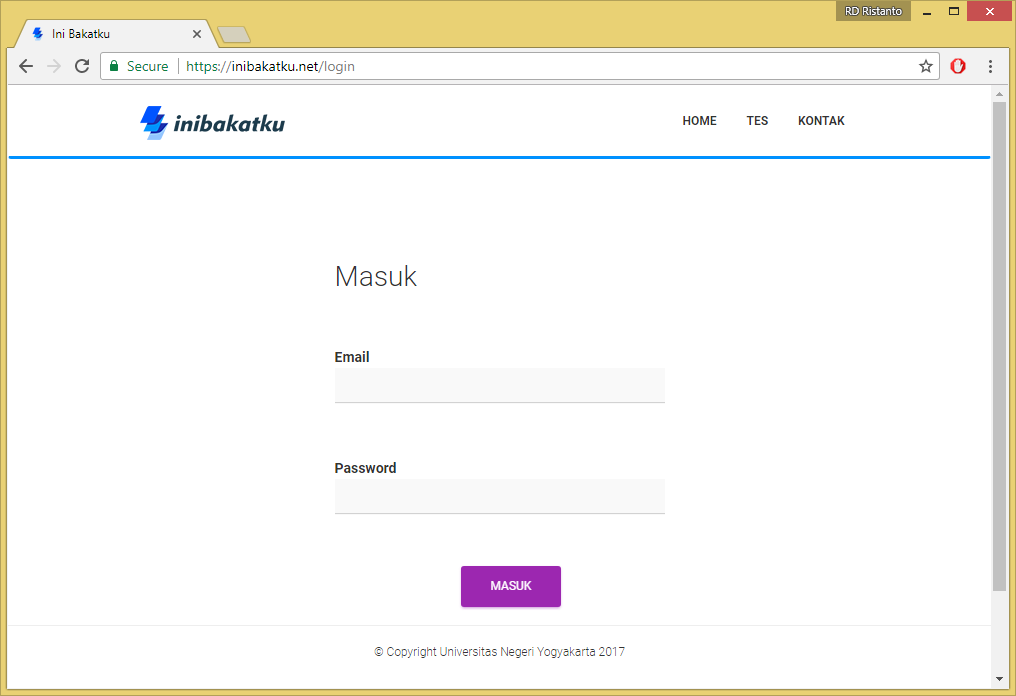 RD Ristanto
Ini Bakatku
Secure
https://inibakatku.net/login
inibakatku
HOME TES KONTAK
Masuk
Email
Password
MASUK
© Copyright Universitas Negeri Yogyakarta 2017